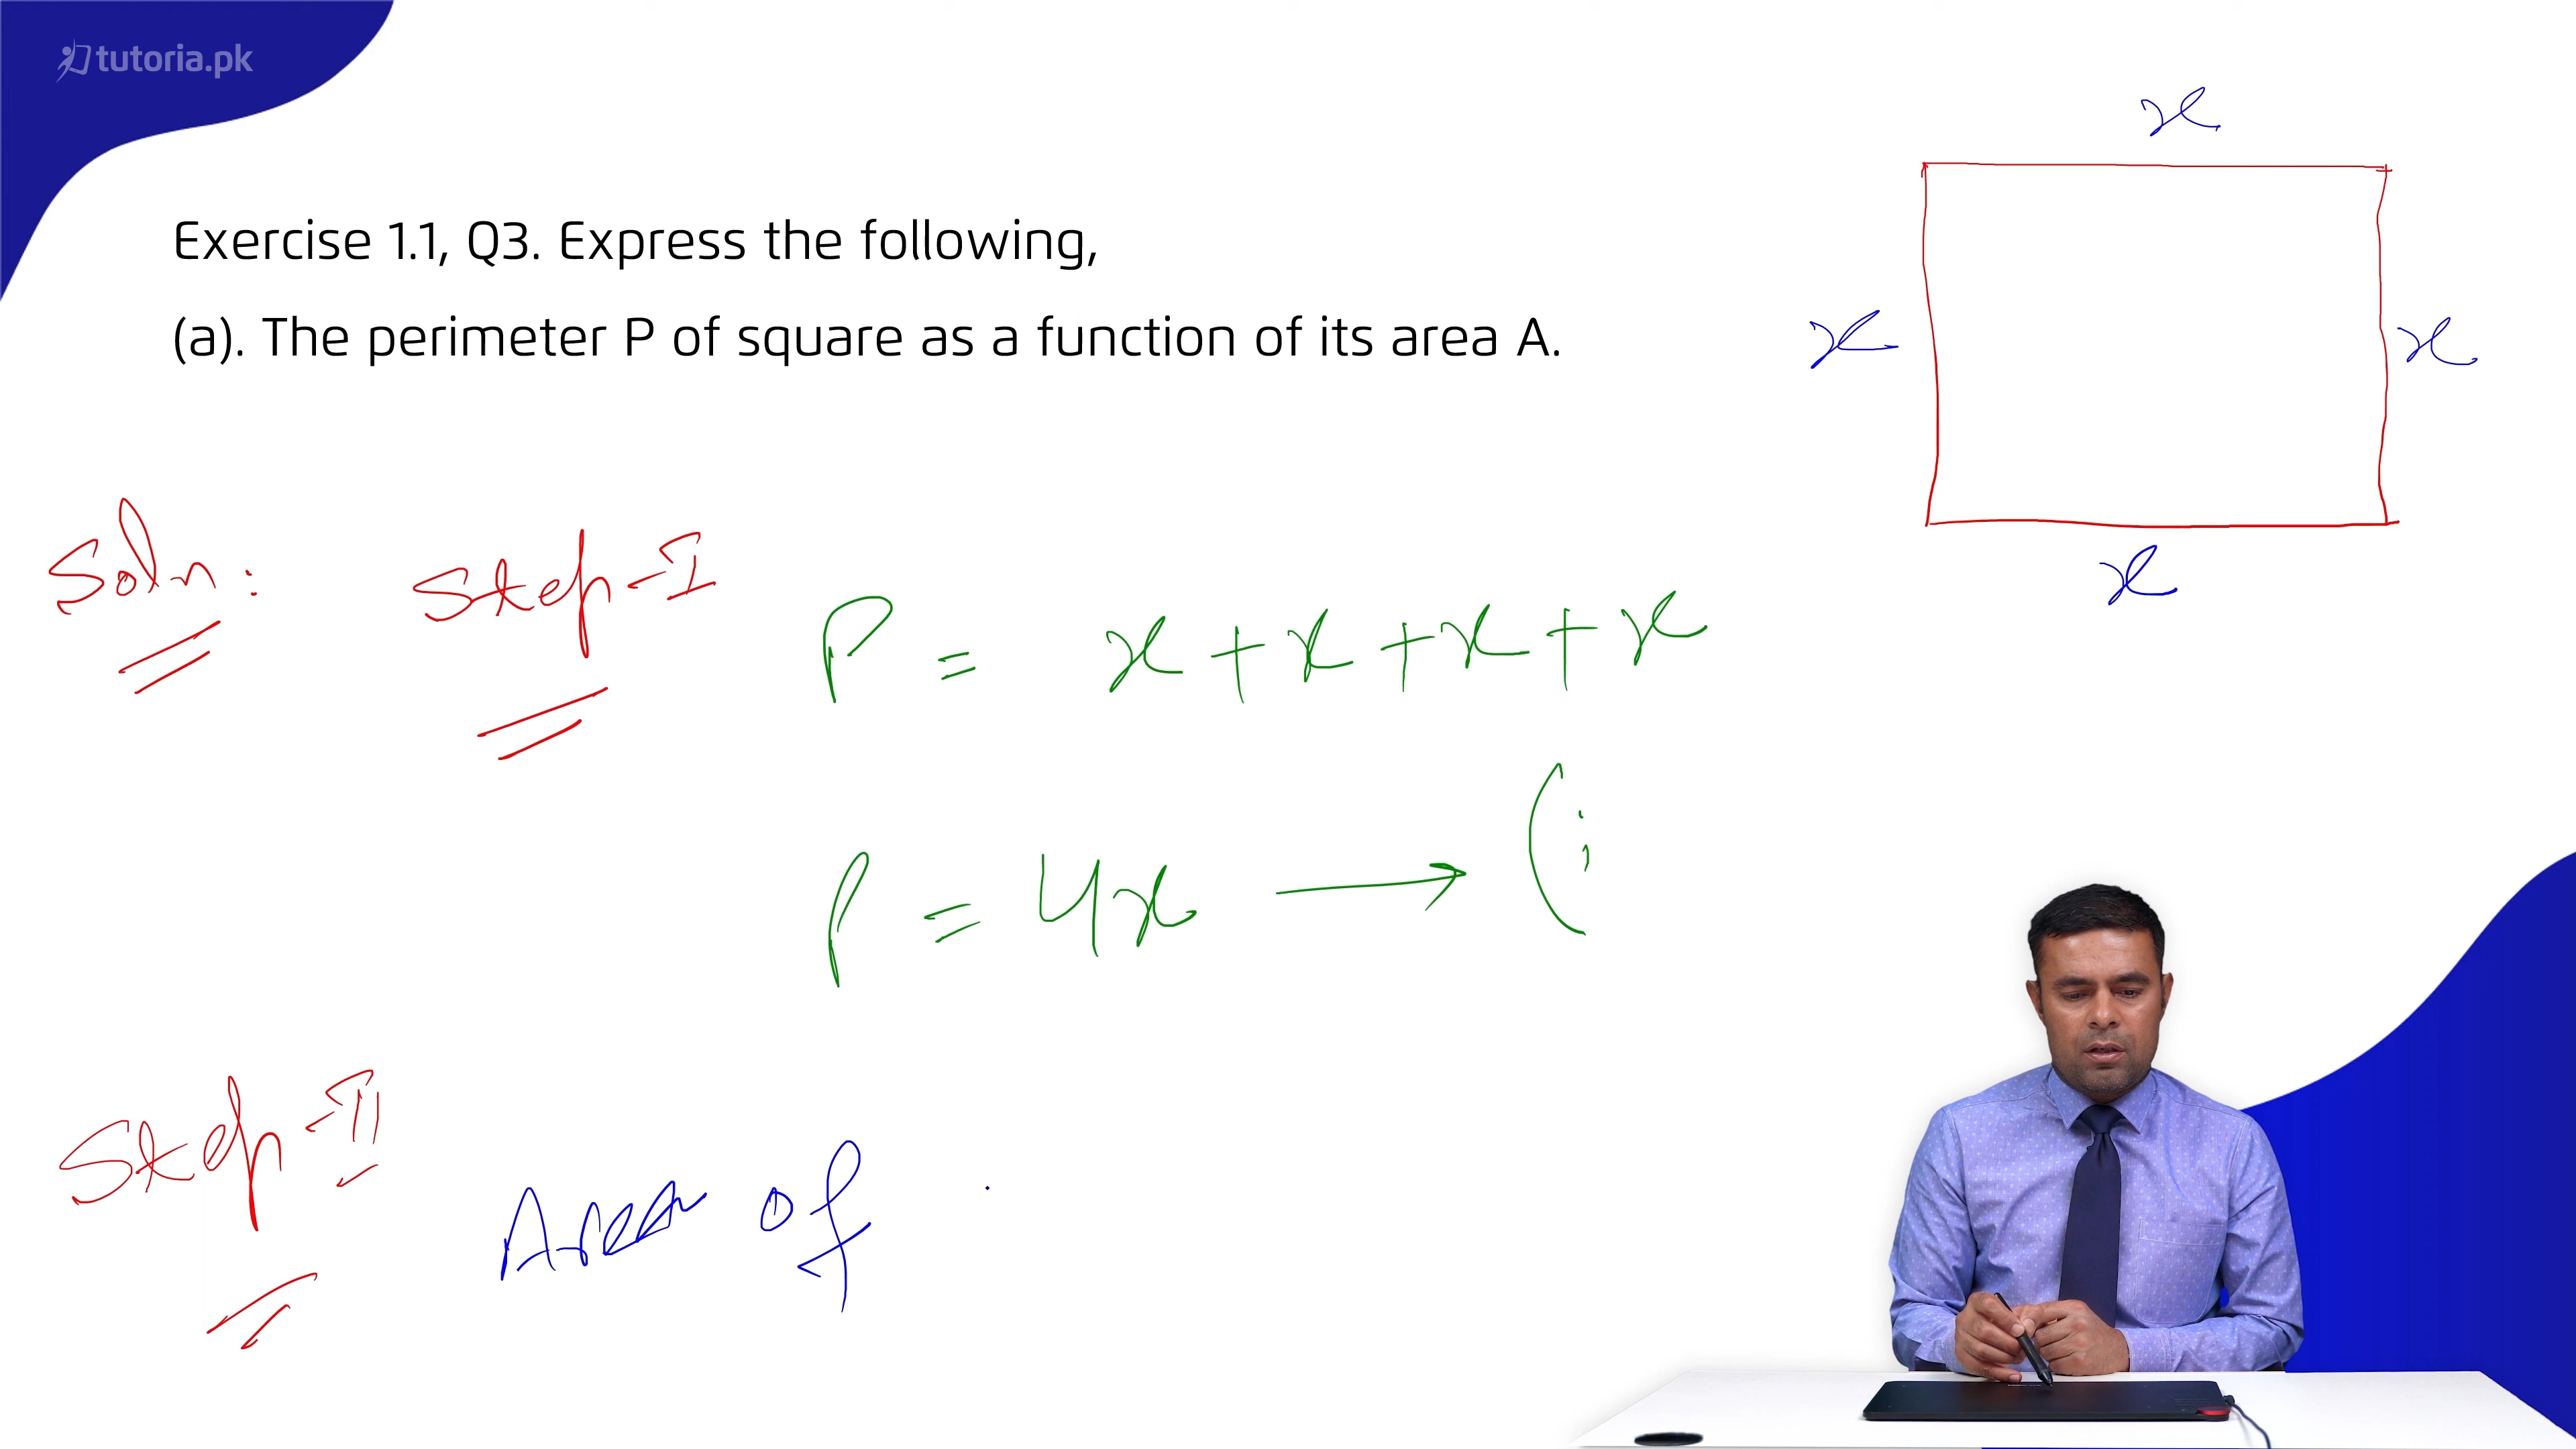 tutoria.pk
Exercise 1.1, Q3. Express the following,
(a). The perimeter P of square as a function of its area A.
x
x
x
x
Soln:
Step-I
P = x + x + x + x
P = 4x → (i
Step-II
Area of